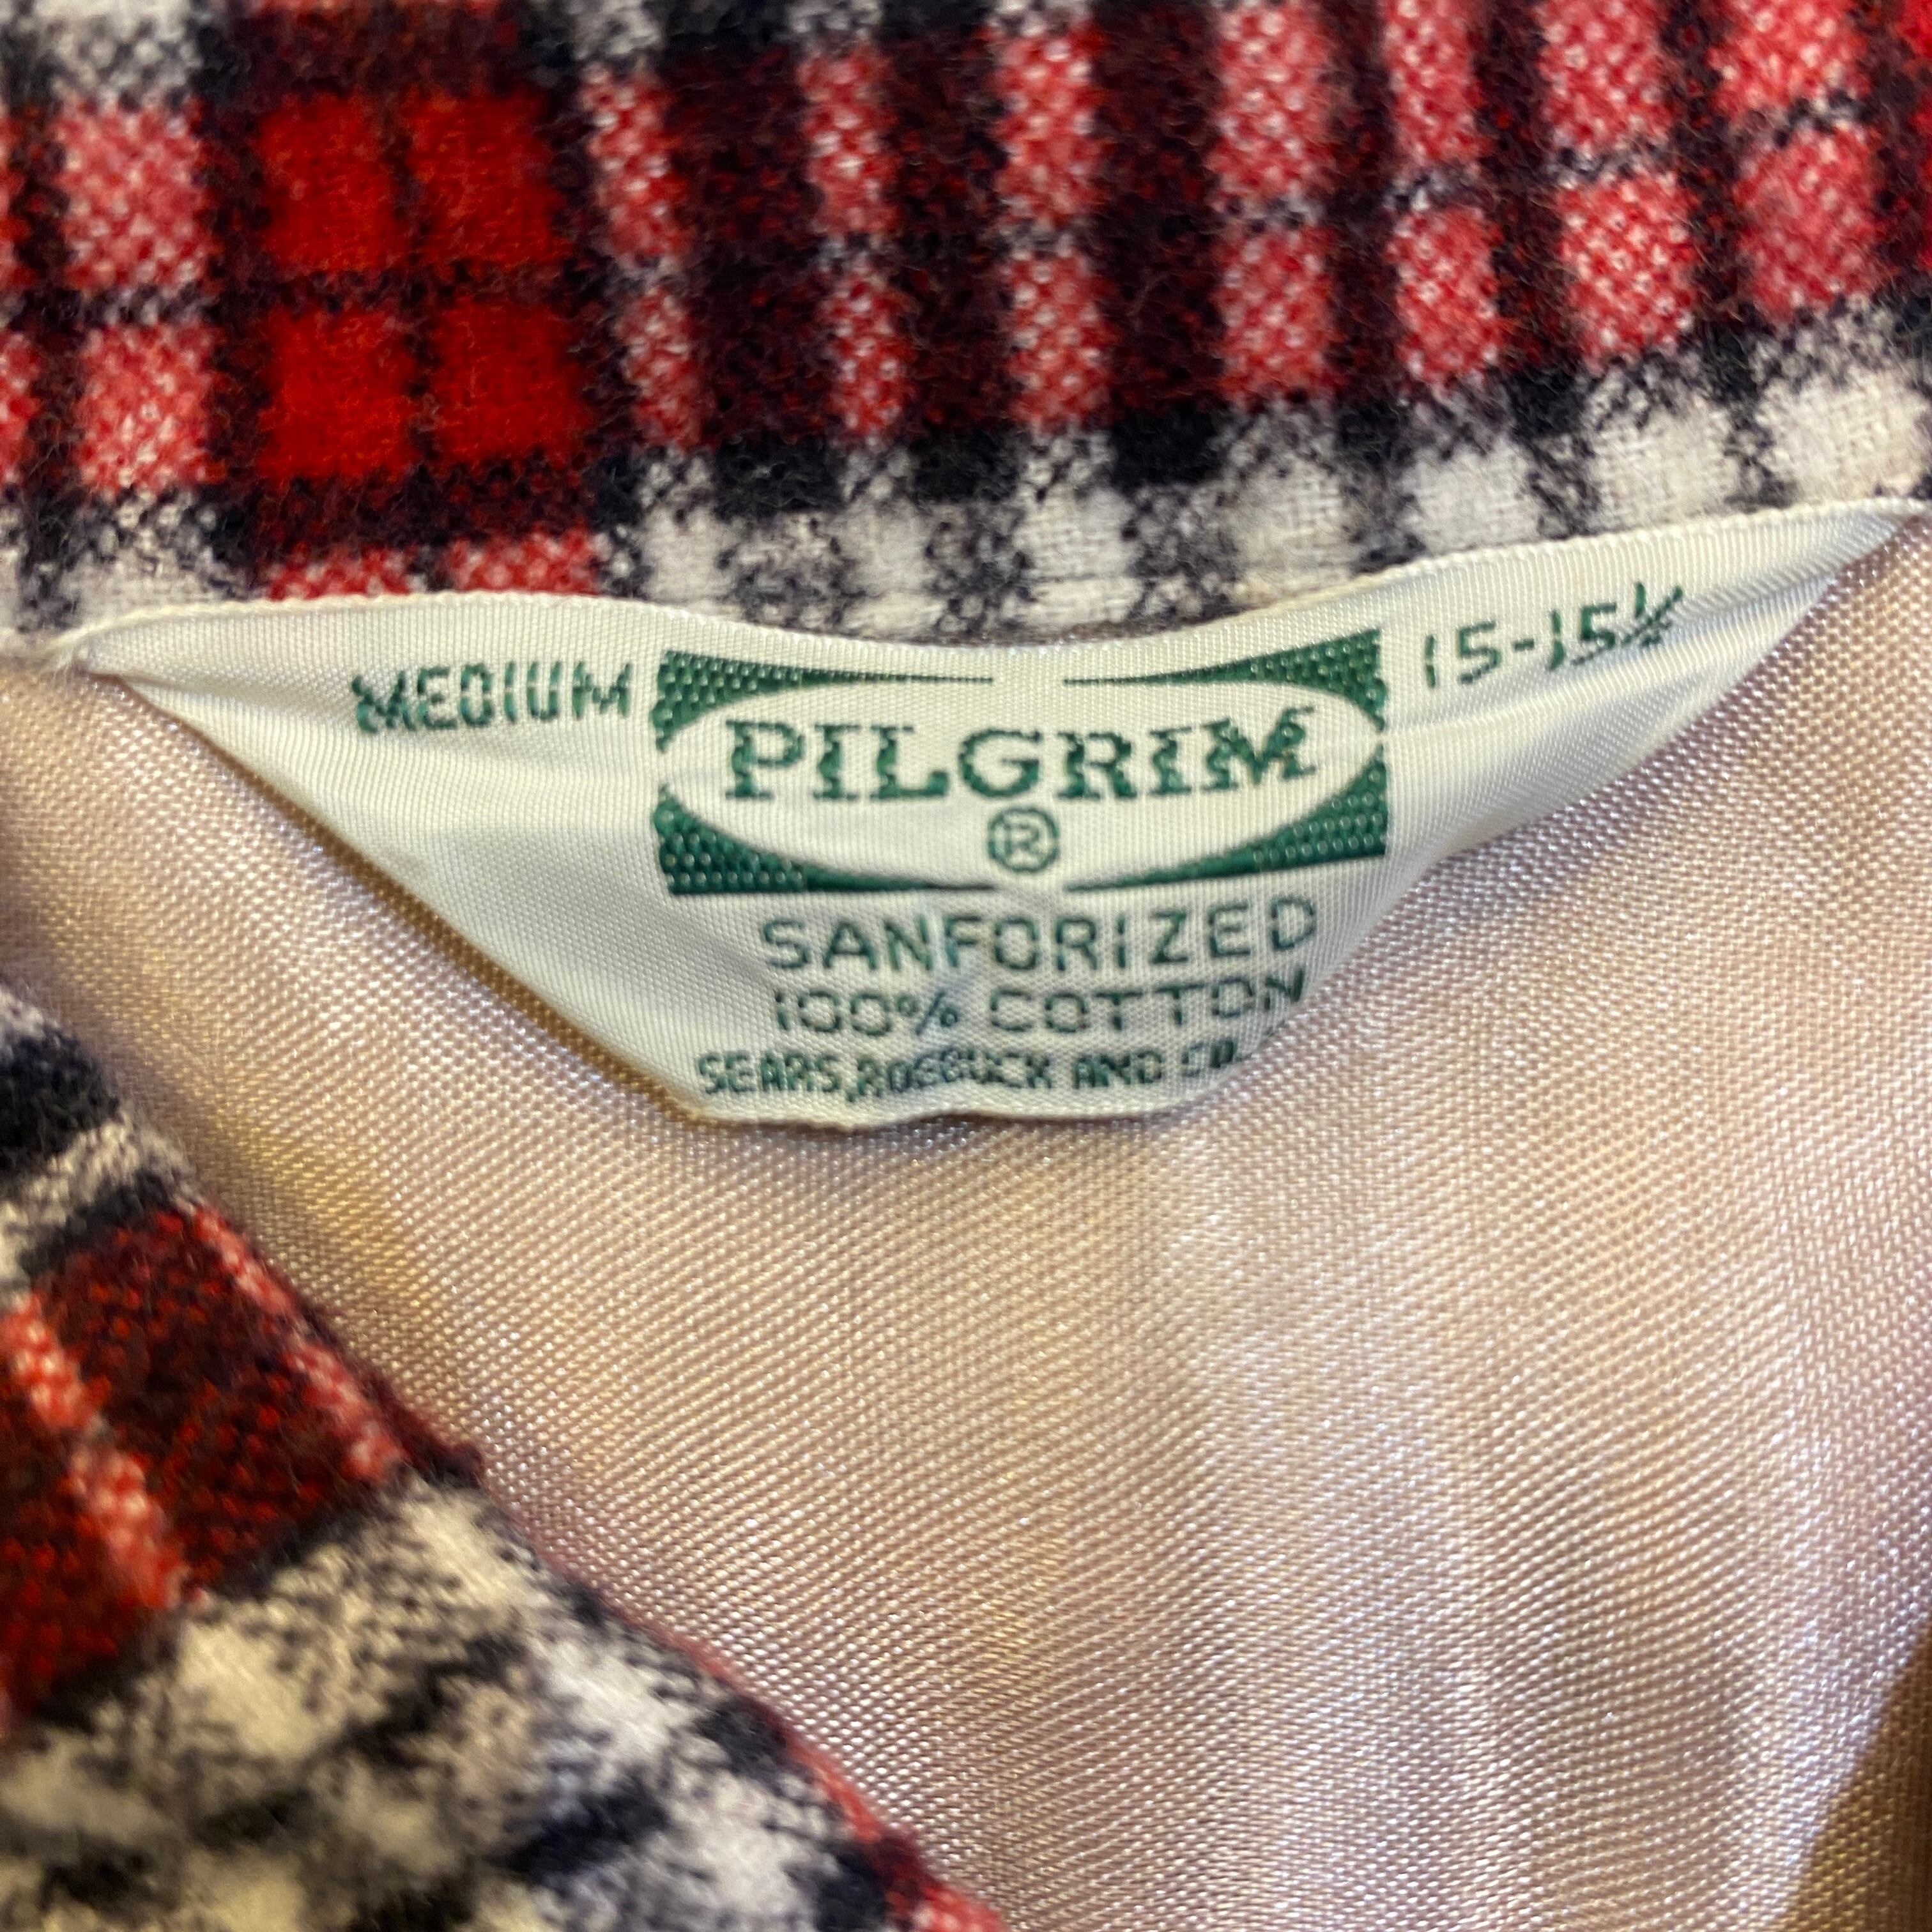 MEDIUM PILGRIM 15-15½
®
SANFORIZED
100% COTTON
SEARS, ROEBUCK AND CO.